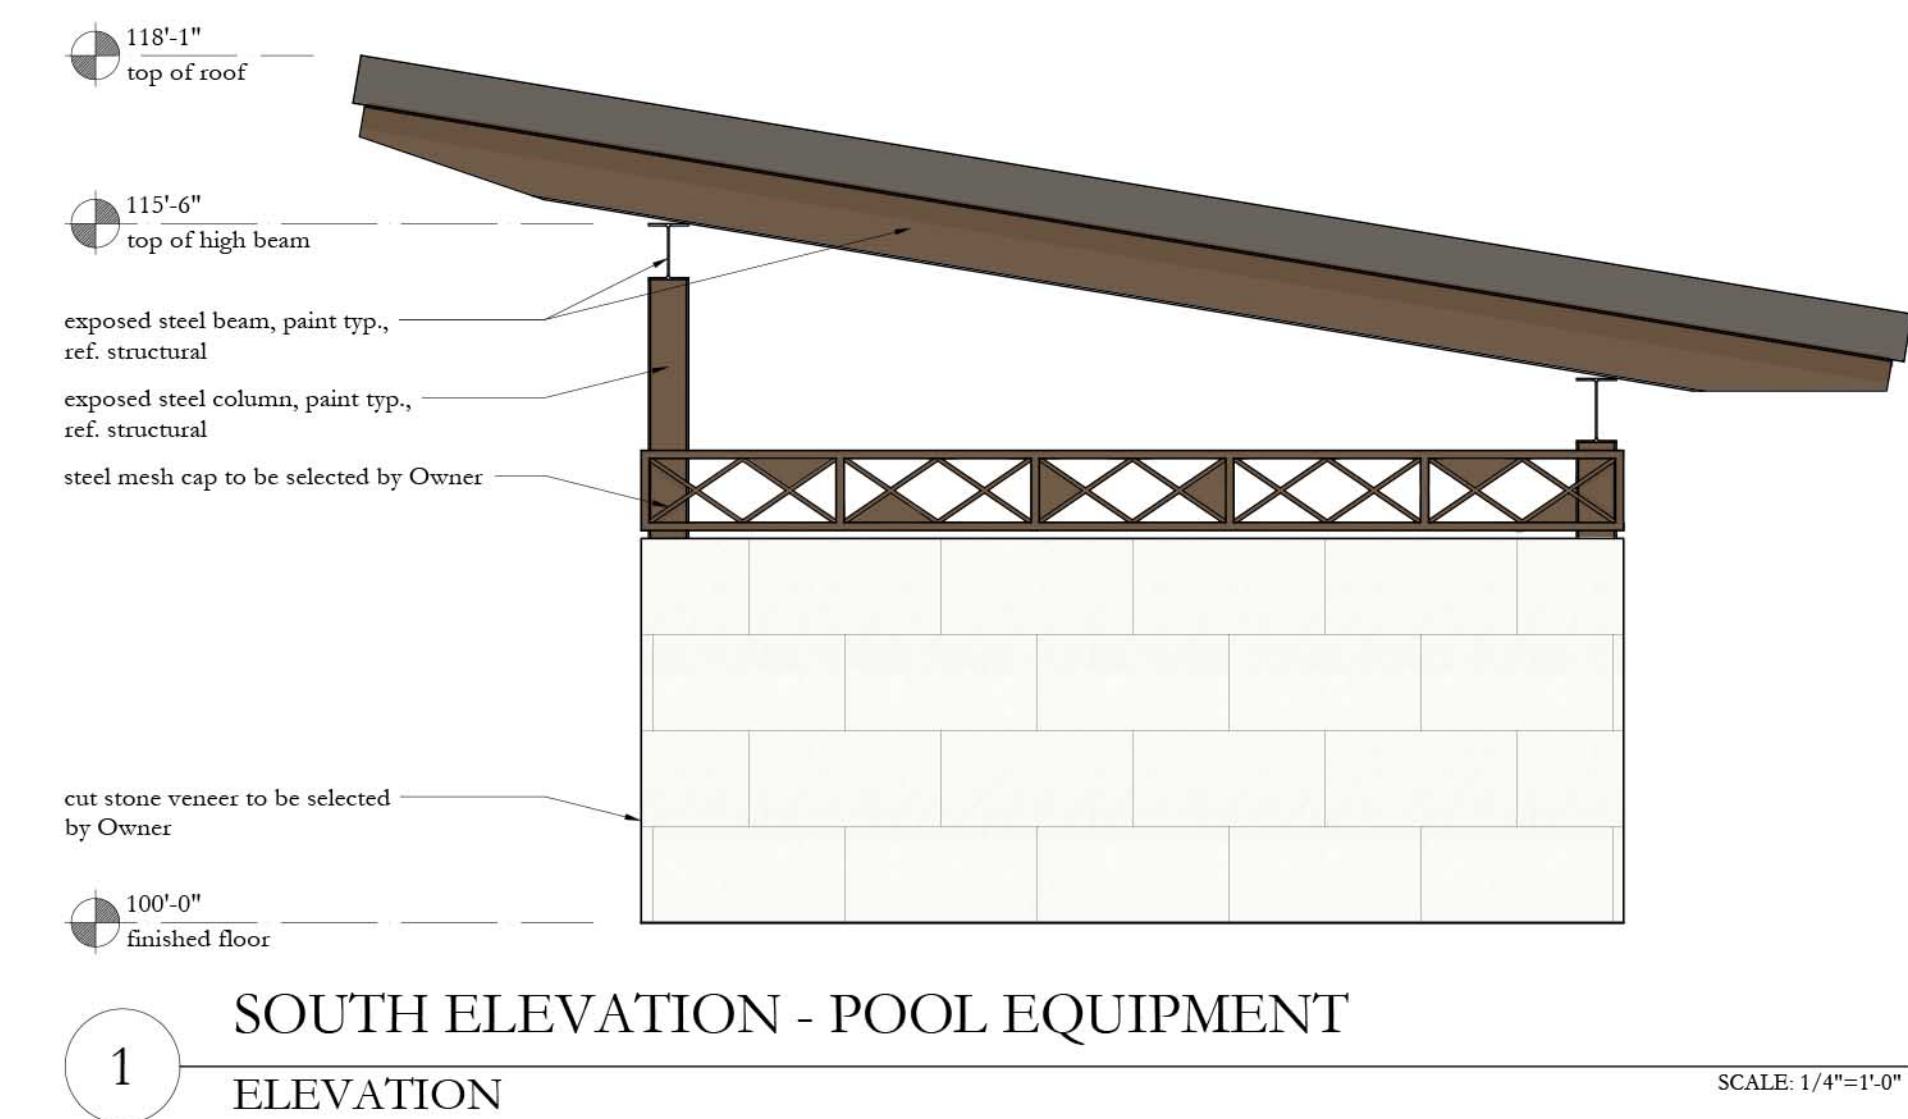 118'-1"
top of roof
115'-6"
top of high beam
exposed steel beam, paint typ.,
ref. structural
exposed steel column, paint typ.,
ref. structural
steel mesh cap to be selected by Owner
cut stone veneer to be selected
by Owner
100'-0"
finished floor
1
SOUTH ELEVATION - POOL EQUIPMENT
ELEVATION
SCALE: 1/4"=1'-0"